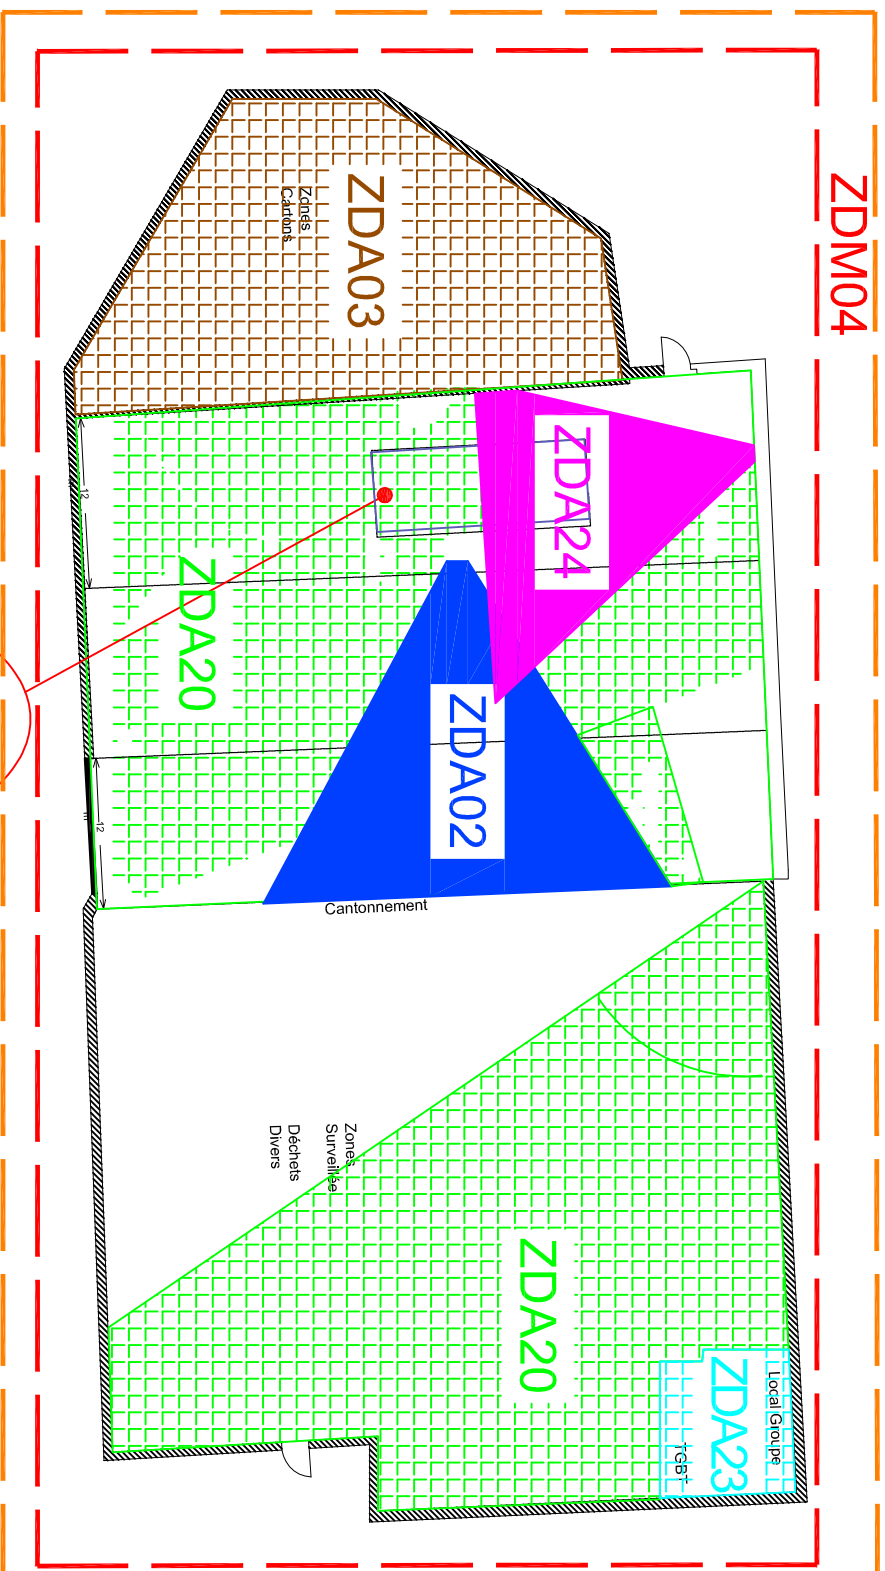 ZDM04
ZDA03
Zones
Cartons
ZDA24
12
ZDA20
ZDA02
12
Cantonnement
Zones
Surveillée
Déchets
Divers
ZDA20
ZDA23
Local Groupe
TGBT